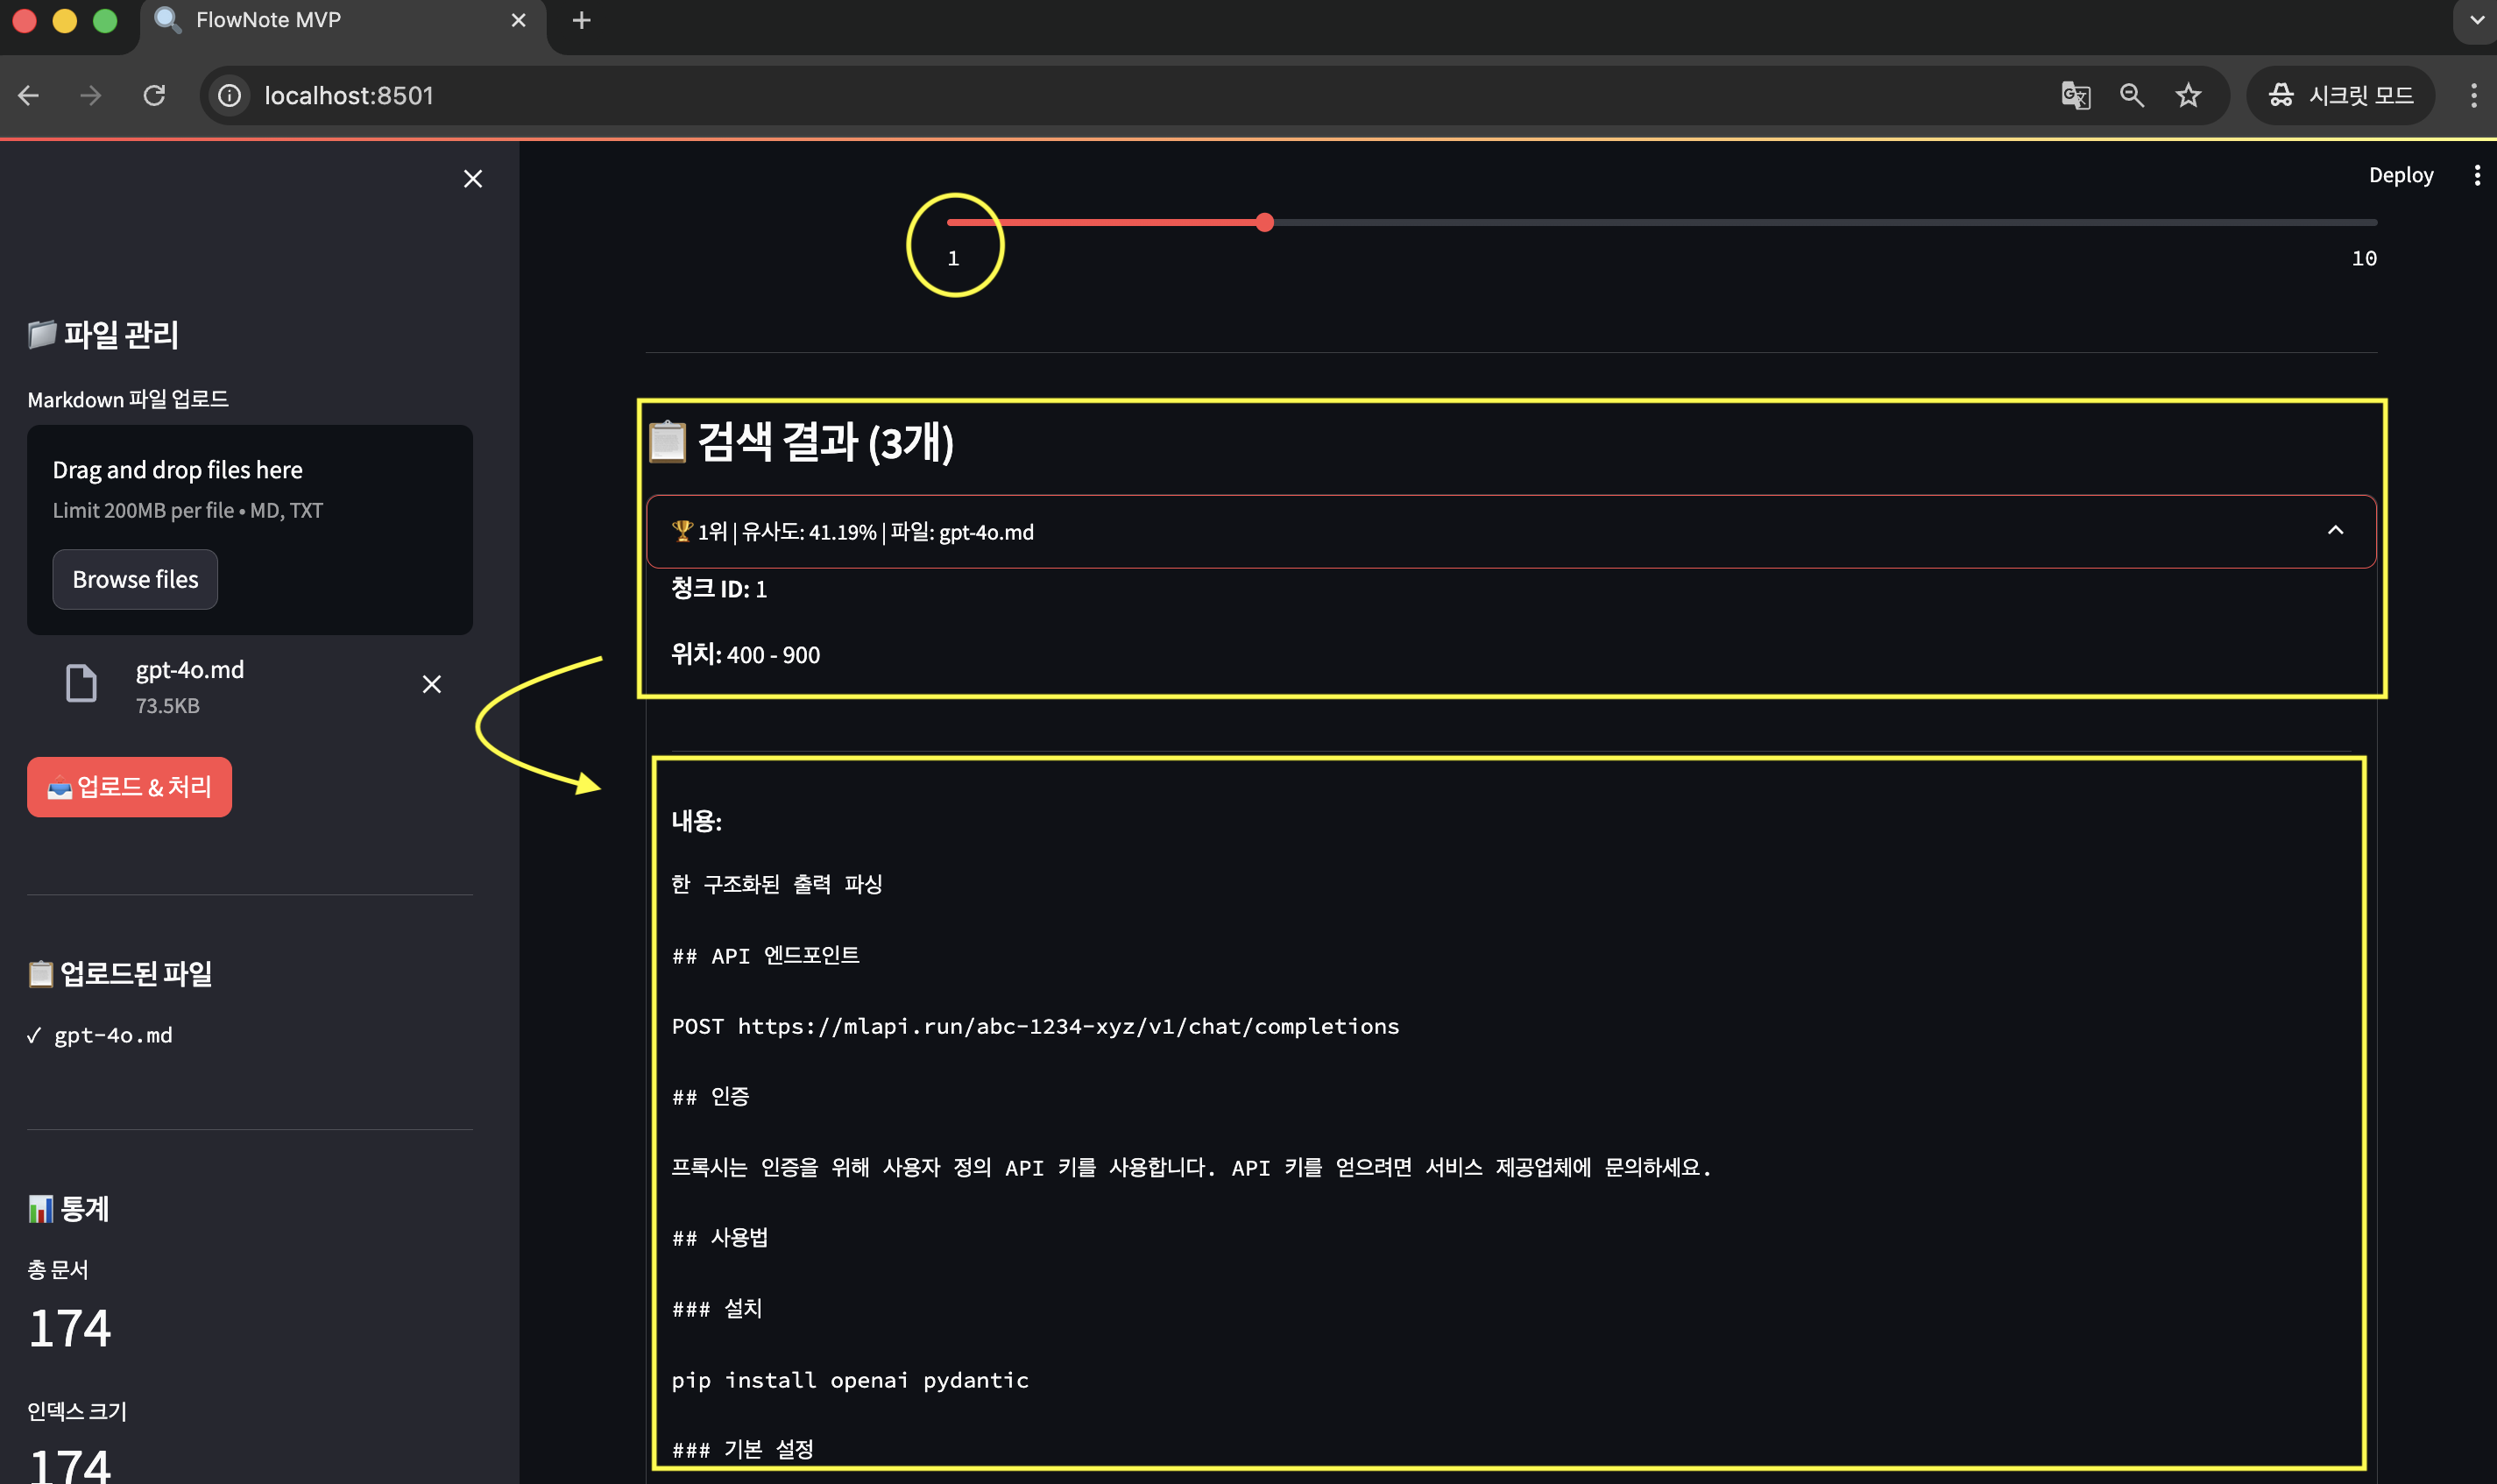 FlowNote MVP
localhost:8501
시크릿 모드
Deploy
📁 파일 관리
Markdown 파일 업로드
Drag and drop files here
Limit 200MB per file • MD, TXT
Browse files
gpt-4o.md
73.5KB
📤 업로드 & 처리
📋 업로드된 파일
✓ gpt-4o.md
📊 통계
총 문서
174
인덱스 크기
174
1
10
📋 검색 결과 (3개)
🏆 1위 | 유사도: 41.19% | 파일: gpt-4o.md
청크 ID: 1
위치: 400 - 900
내용:
한 구조화된 출력 파싱
## API 엔드포인트
POST https://mlapi.run/abc-1234-xyz/v1/chat/completions
## 인증
프록시는 인증을 위해 사용자 정의 API 키를 사용합니다. API 키를 얻으려면 서비스 제공업체에 문의하세요.
## 사용법
### 설치
pip install openai pydantic
### 기본 설정